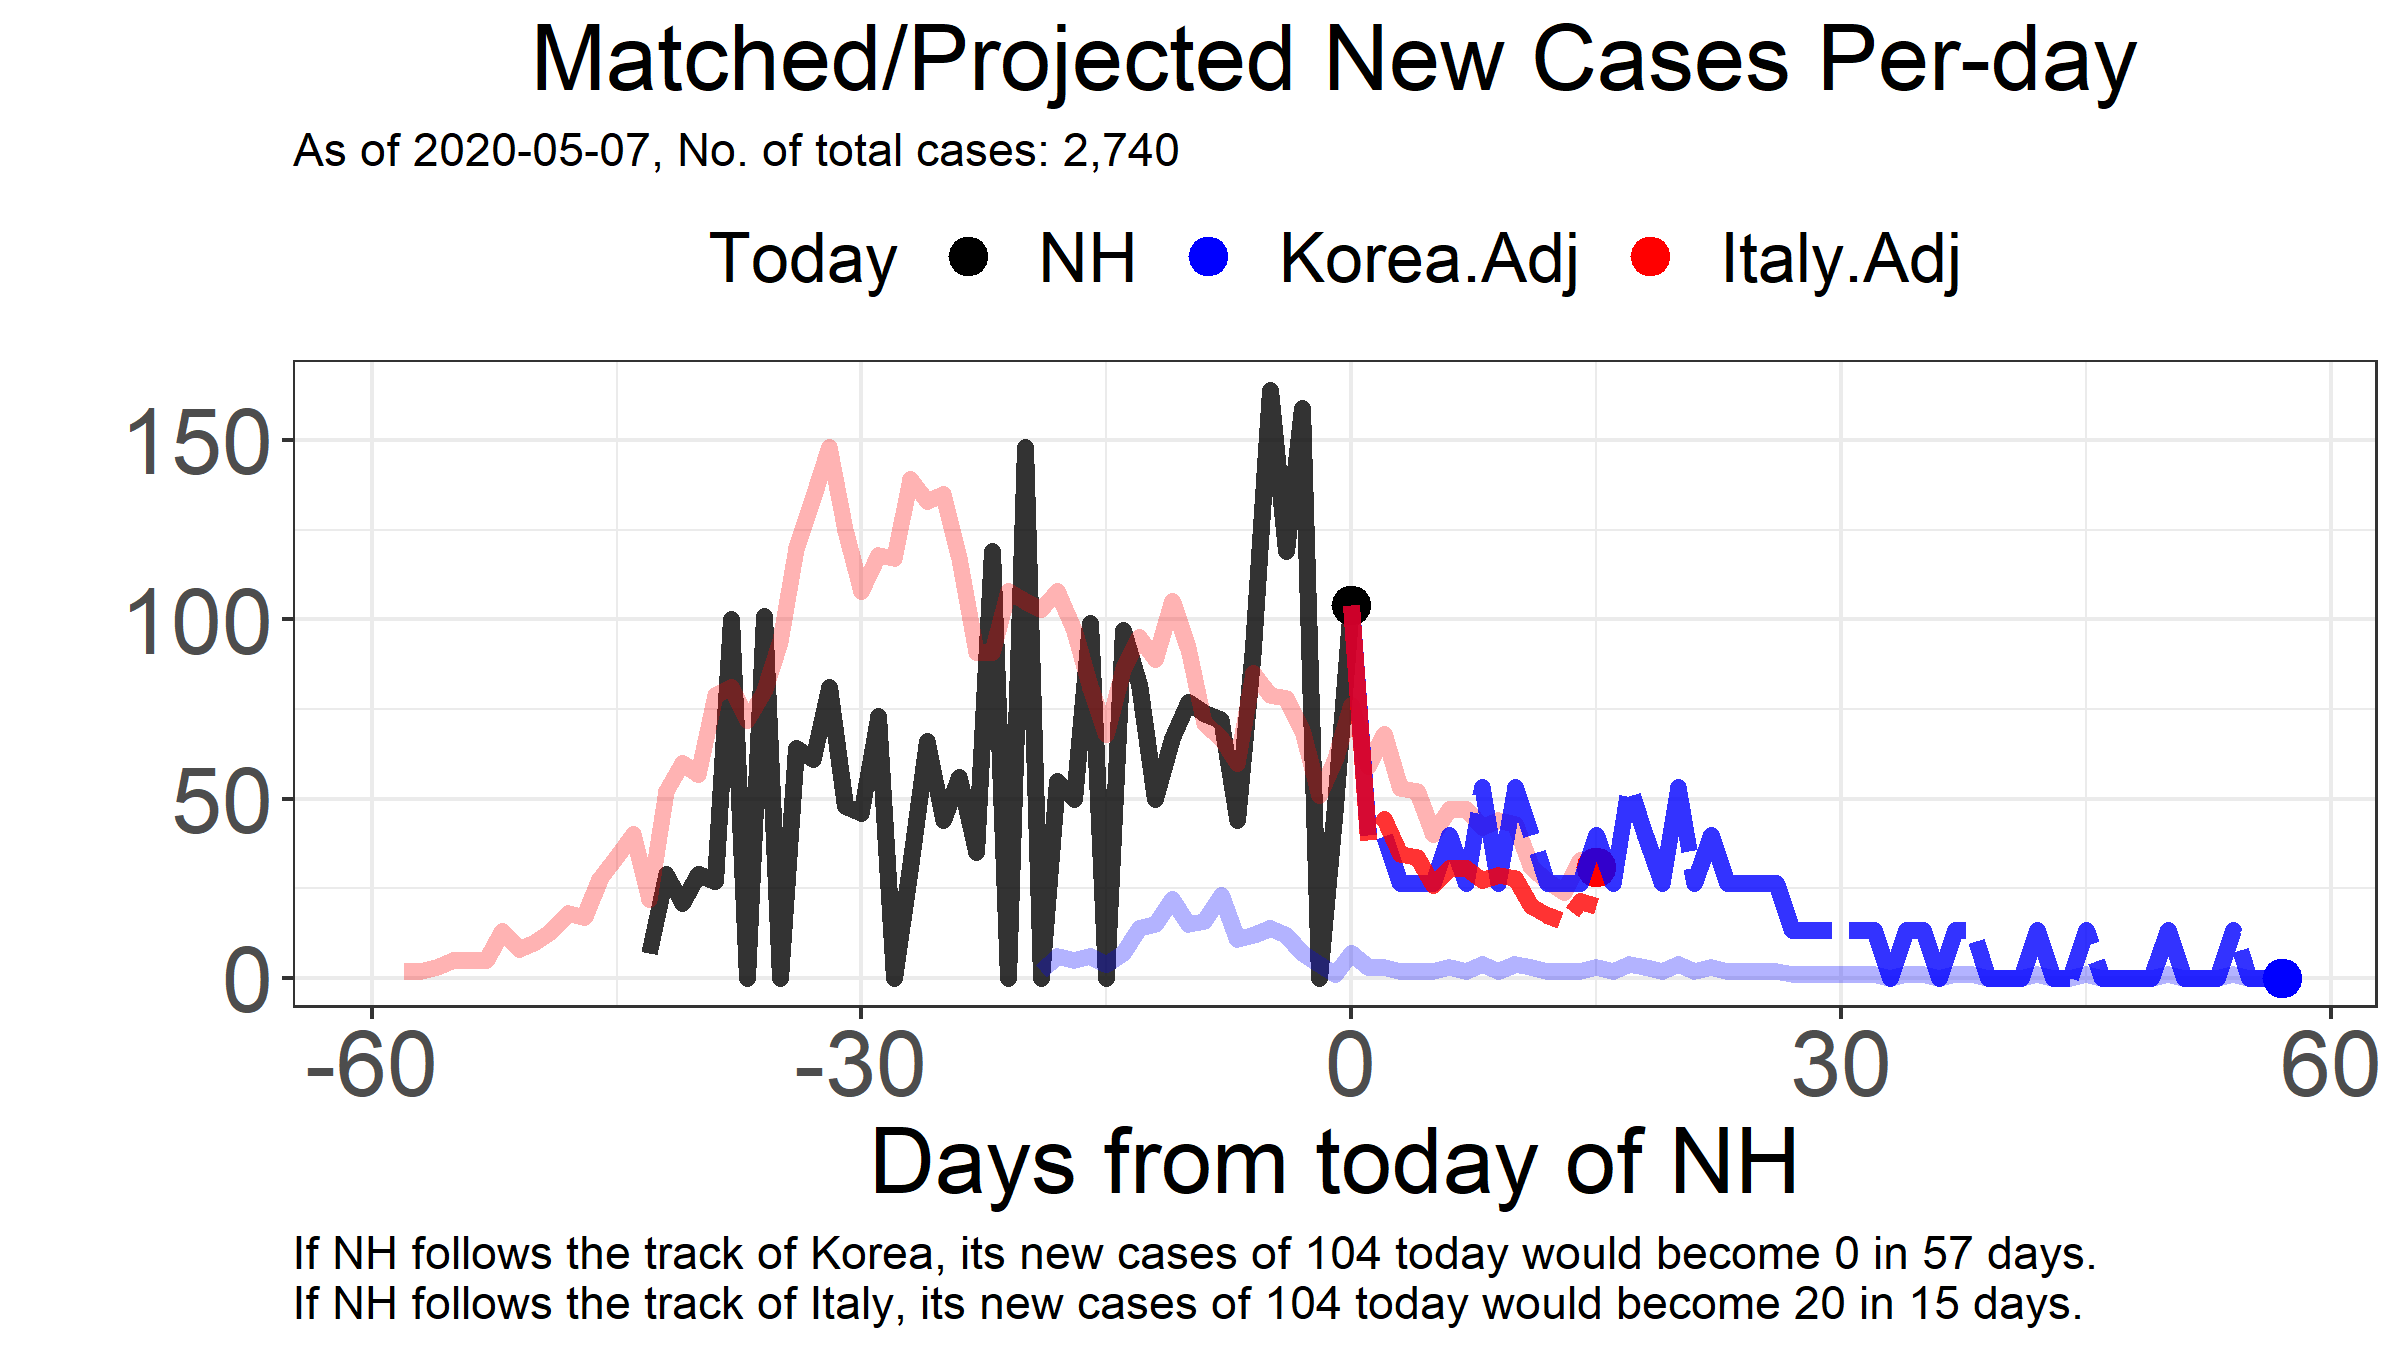 Matched/Projected New Cases Per-day
As of 2020-05-07, No. of total cases: 2,740
Today NH Korea.Adj Italy.Adj
150
100
50
0
-60 -30 0 30 60
Days from today of NH
If NH follows the track of Korea, its new cases of 104 today would become 0 in 57 days.
If NH follows the track of Italy, its new cases of 104 today would become 20 in 15 days.